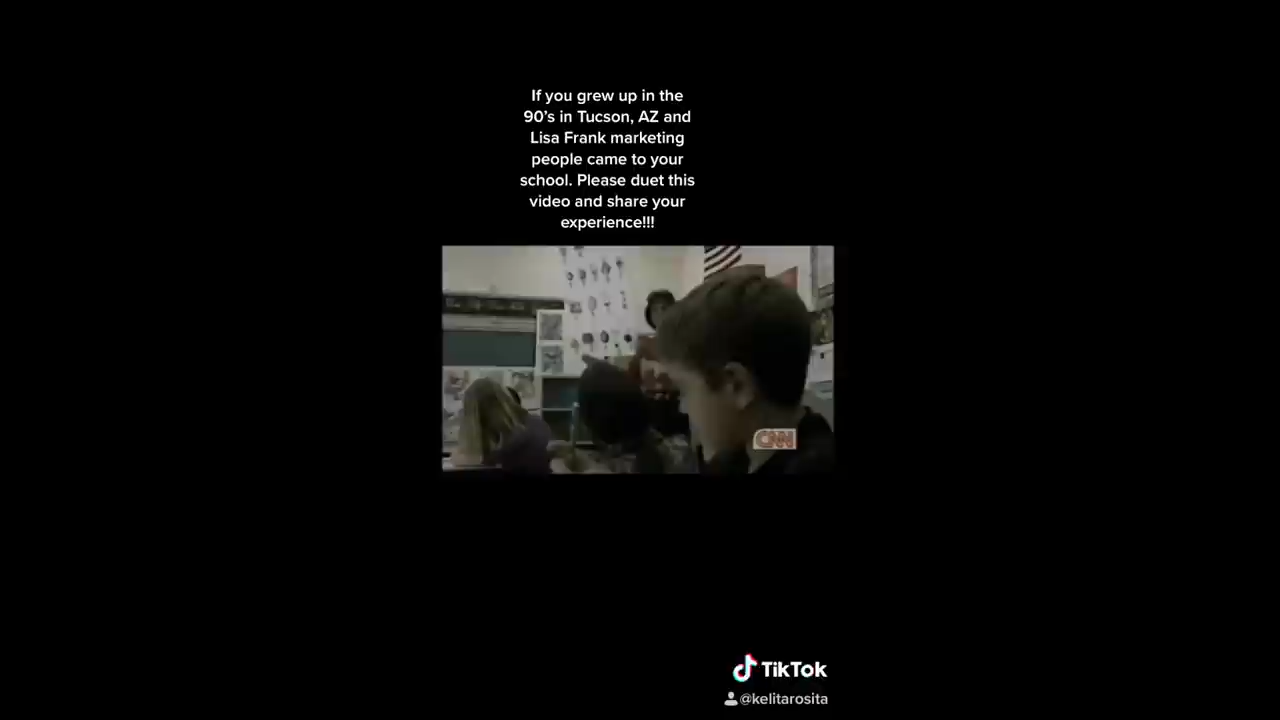 If you grew up in the
90's in Tucson, AZ and
Lisa Frank marketing
people came to your
school. Please duet this
video and share your
experience!!!
CNN
TikTok
@kelitarosita